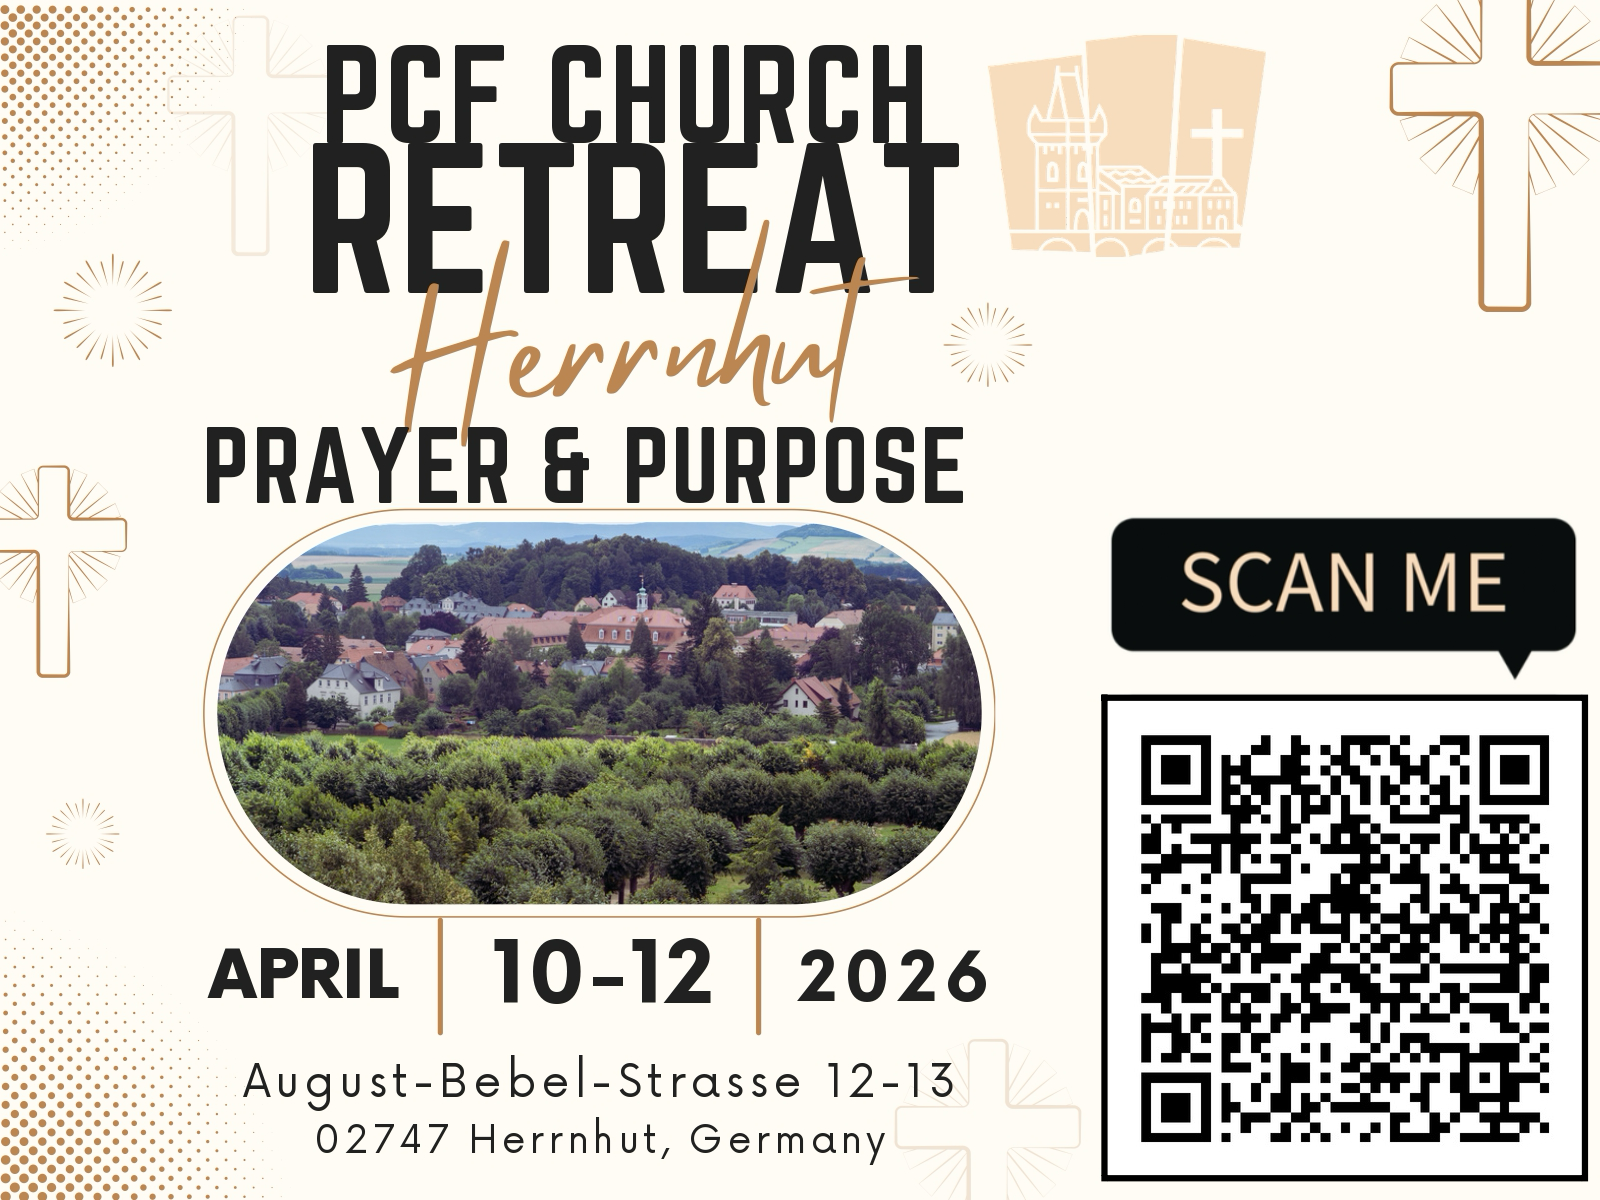 PCF CHURCH
RETREAT
Herrnhut
PRAYER & PURPOSE
SCAN ME
APRIL 10-12 2026
August-Bebel-Strasse 12-13
02747 Herrnhut, Germany